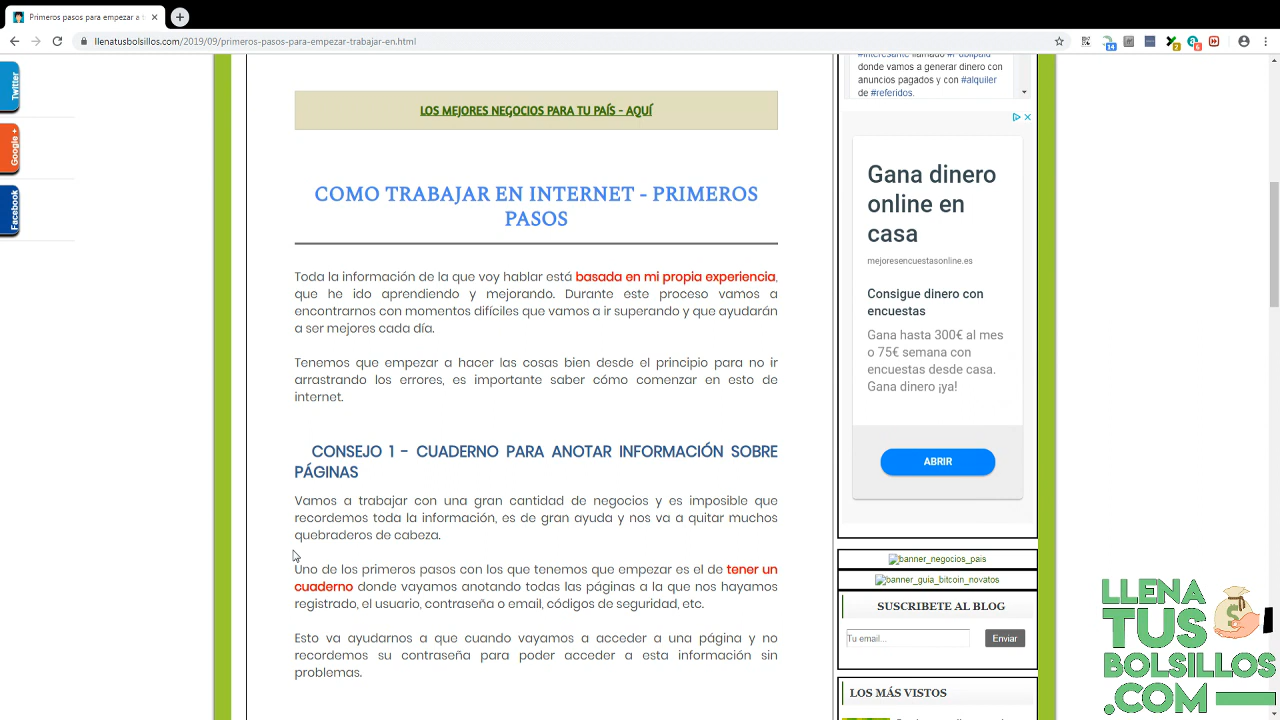 Primeros pasos para empezar a t
llenatusbolsillos.com/2019/09/primeros-pasos-para-empezar-trabajar-en.html
14
2
6
Twitter
Google +
Facebook
LOS MEJORES NEGOCIOS PARA TU PAÍS - AQUÍ
COMO TRABAJAR EN INTERNET - PRIMEROS
PASOS
Toda la información de la que voy hablar está basada en mi propia experiencia,
que he ido aprendiendo y mejorando. Durante este proceso vamos a
encontrarnos con momentos difíciles que vamos a ir superando y que ayudarán
a ser mejores cada día.
Tenemos que empezar a hacer las cosas bien desde el principio para no ir
arrastrando los errores, es importante saber cómo comenzar en esto de
internet.
CONSEJO 1 - CUADERNO PARA ANOTAR INFORMACIÓN SOBRE
PÁGINAS
Vamos a trabajar con una gran cantidad de negocios y es imposible que
recordemos toda la información, es de gran ayuda y nos va a quitar muchos
quebraderos de cabeza.
Uno de los primeros pasos con los que tenemos que empezar es el de tener un
cuaderno donde vayamos anotando todas las páginas a la que nos hayamos
registrado, el usuario, contraseña o email, códigos de seguridad, etc.
Esto va ayudarnos a que cuando vayamos a acceder a una página y no
recordemos su contraseña para poder acceder a esta información sin
problemas.
#interesante llamado #Publipaid
donde vamos a generar dinero con
anuncios pagados y con #alquiler
de #referidos.
Gana dinero
online en
casa
mejoresencuestasonline.es
Consigue dinero con
encuestas
Gana hasta 300€ al mes
o 75€ semana con
encuestas desde casa.
Gana dinero ¡ya!
ABRIR
banner_negocios_pais
banner_guia_bitcoin_novatos
SUSCRIBETE AL BLOG
Tu email...
Enviar
LOS MÁS VISTOS
LLENA
TUS
BOLSILLOS
.COM